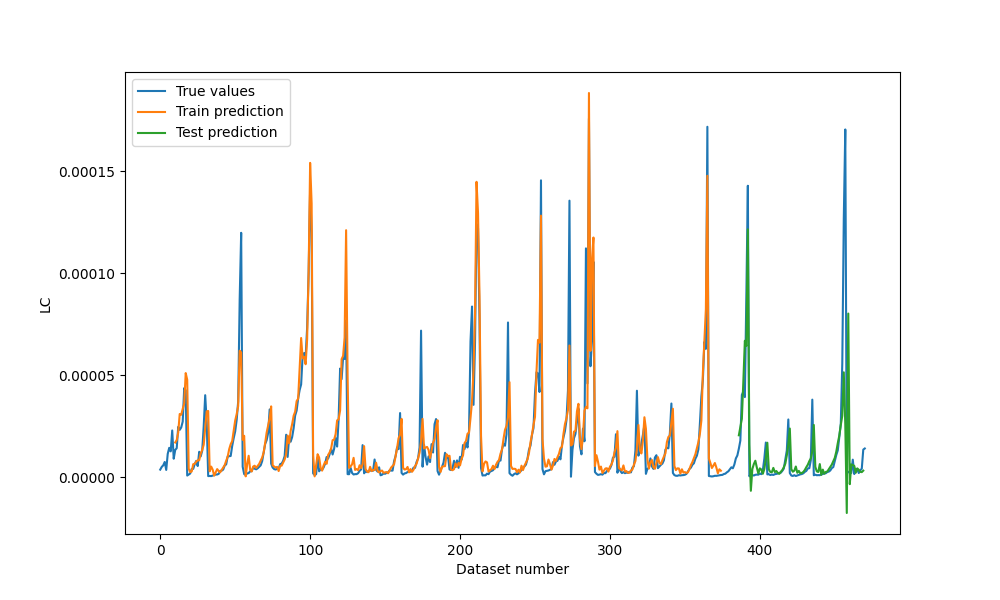 True values
Train prediction
Test prediction
0.00015
0.00010
0.00005
0.00000
LC
0 100 200 300 400
Dataset number